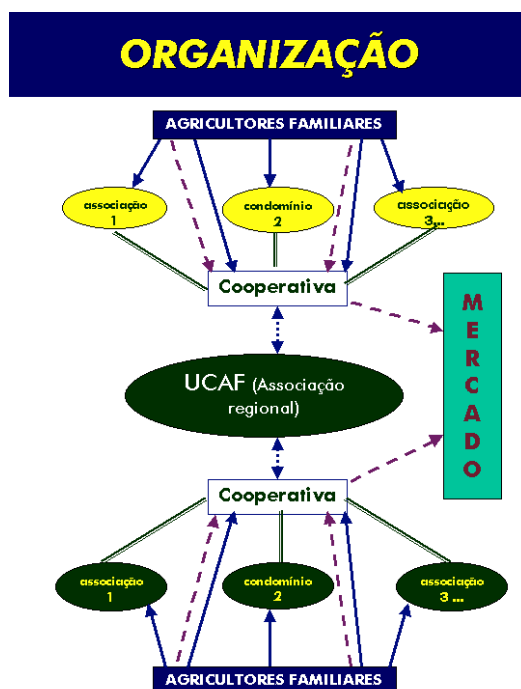 ORGANIZAÇÃO
AGRICULTORES FAMILIARES
associação
1
condomínio
2
associação
3,..
Cooperativa
MERCADO
UCAF (Associação
regional)
Cooperativa
associação
1
condomínio
2
associação
3 ...
AGRICULTORES FAMILIARES